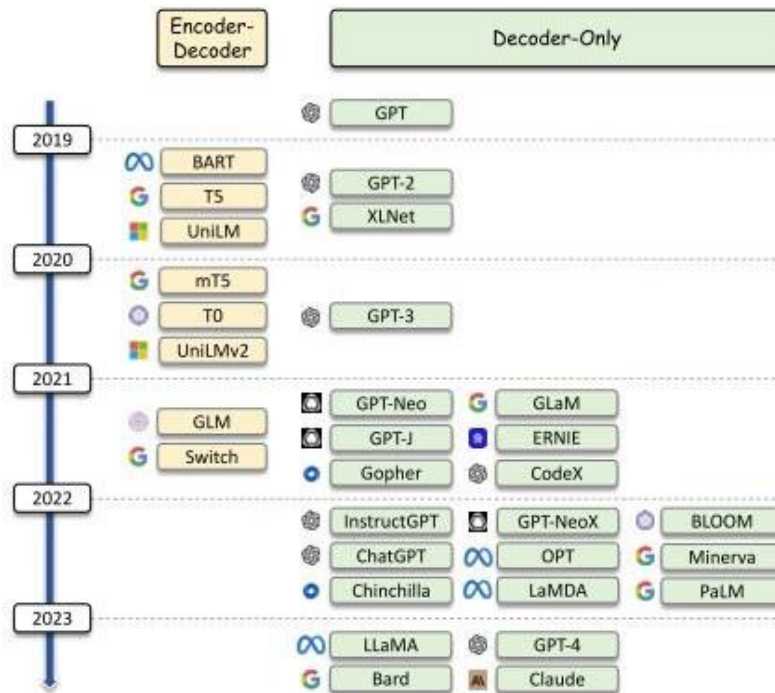 Encoder-
Decoder
Decoder-Only
GPT
2019
BART
T5
UniLM
GPT-2
XLNet
2020
mT5
T0
UniLMv2
GPT-3
2021
GLM
Switch
GPT-Neo
GLaM
GPT-J
ERNIE
Gopher
CodeX
2022
InstructGPT
GPT-NeoX
BLOOM
ChatGPT
OPT
Minerva
Chinchilla
LaMDA
PaLM
2023
LLaMA
GPT-4
Bard
Claude